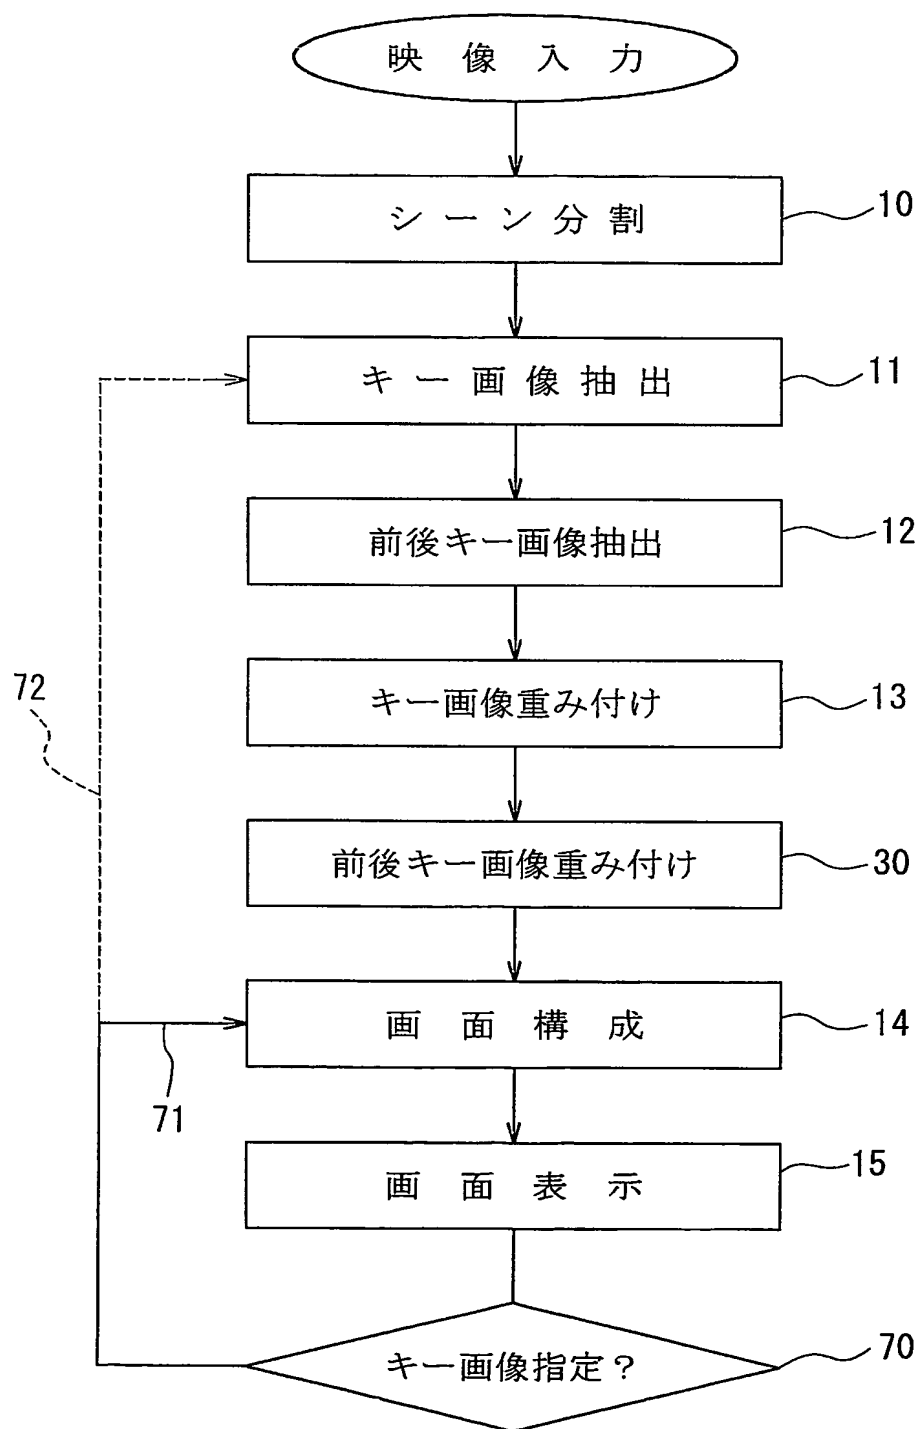 映像入力
シーン分割
10
キー画像抽出
11
前後キー画像抽出
12
キー画像重み付け
13
72
前後キー画像重み付け
30
画面構成
14
71
画面表示
15
キー画像指定?
70